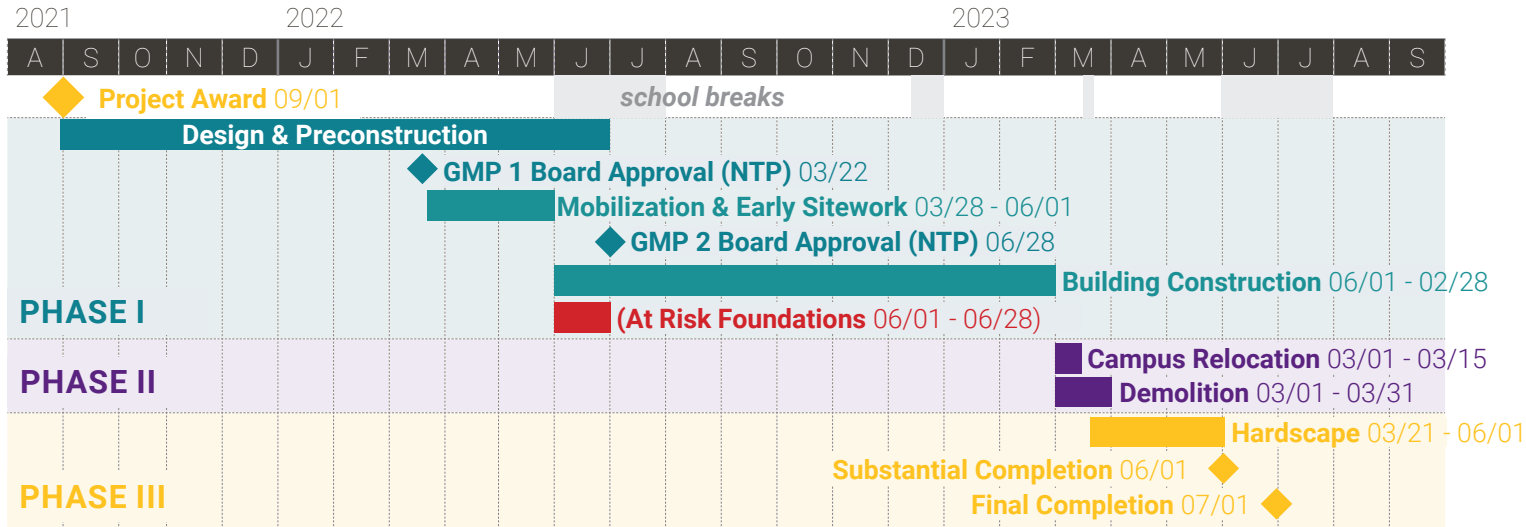 2021 2022 2023
A S O N D J F M A M J J A S O N D J F M A M J J A S
Project Award 09/01 school breaks
Design & Preconstruction
GMP 1 Board Approval (NTP) 03/22
Mobilization & Early Sitework 03/28 - 06/01
GMP 2 Board Approval (NTP) 06/28
Building Construction 06/01 - 02/28
PHASE I
(At Risk Foundations 06/01 - 06/28)
Campus Relocation 03/01 - 03/15
PHASE II
Demolition 03/01 - 03/31
Hardscape 03/21 - 06/01
Substantial Completion 06/01
PHASE III
Final Completion 07/01